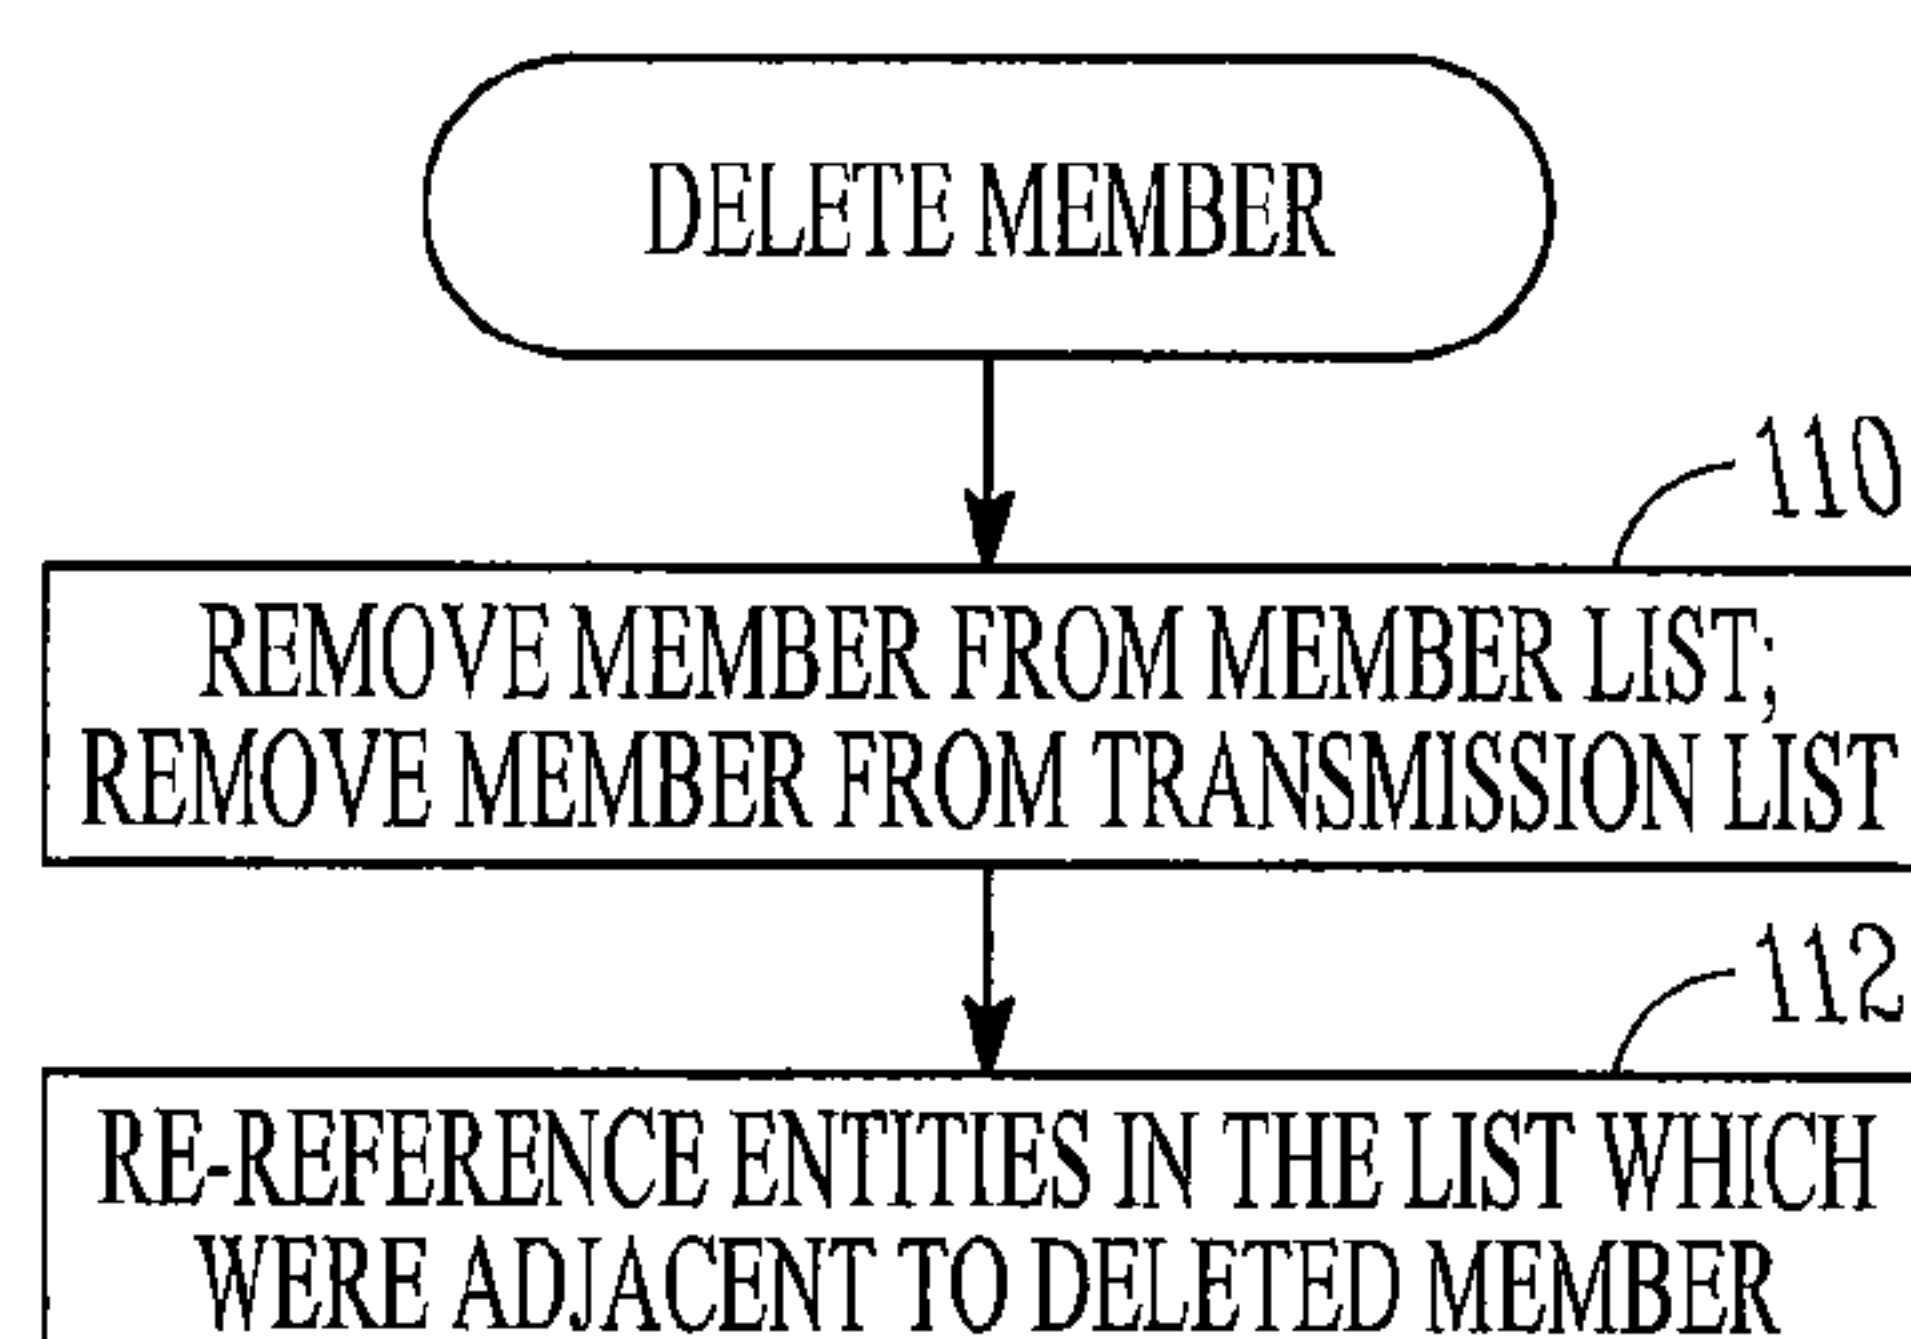 DELETE MEMBER
110
REMOVE MEMBER FROM MEMBER LIST;
REMOVE MEMBER FROM TRANSMISSION LIST
112
RE-REFERENCE ENTITIES IN THE LIST WHICH
WERE ADJACENT TO DELETED MEMBER